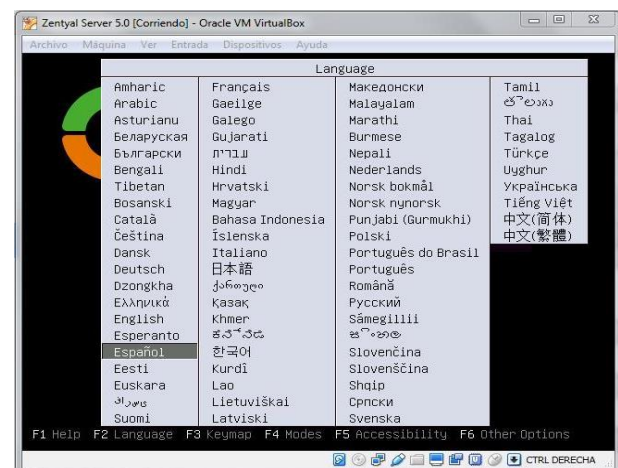 Zentyal Server 5.0 [Corriendo] - Oracle VM VirtualBox
Archivo Máquina Ver Entrada Dispositivos Ayuda
Language
Amharic
Arabic
Asturianu
Беларуская
Български
Bengali
Tibetan
Bosanski
Català
Čeština
Dansk
Deutsch
Dzongkha
Ελληνικά
English
Esperanto
Español
Eesti
Euskara
Suomi
Français
Gaeilge
Galego
Gujarati
עברית
Hindi
Hrvatski
Magyar
Bahasa Indonesia
Íslenska
Italiano
日本語
ქართული
Қазақ
Khmer
한국어
Kurdî
Lao
Lietuviškai
Latviski
Македонски
Malayalam
Marathi
Burmese
Nepali
Nederlands
Norsk bokmål
Norsk nynorsk
Punjabi (Gurmukhi)
Polski
Português do Brasil
Português
Română
Русский
Sámegillii
Slovenčina
Slovenščina
Shqip
Српски
Svenska
Tamil
Thai
Tagalog
Türkçe
Uyghur
Українська
Tiếng Việt
中文(简体)
中文(繁體)
F1 Help F2 Language F3 Keymap F4 Modes F5 Accessibility F6 Other Options
CTRL DERECHA